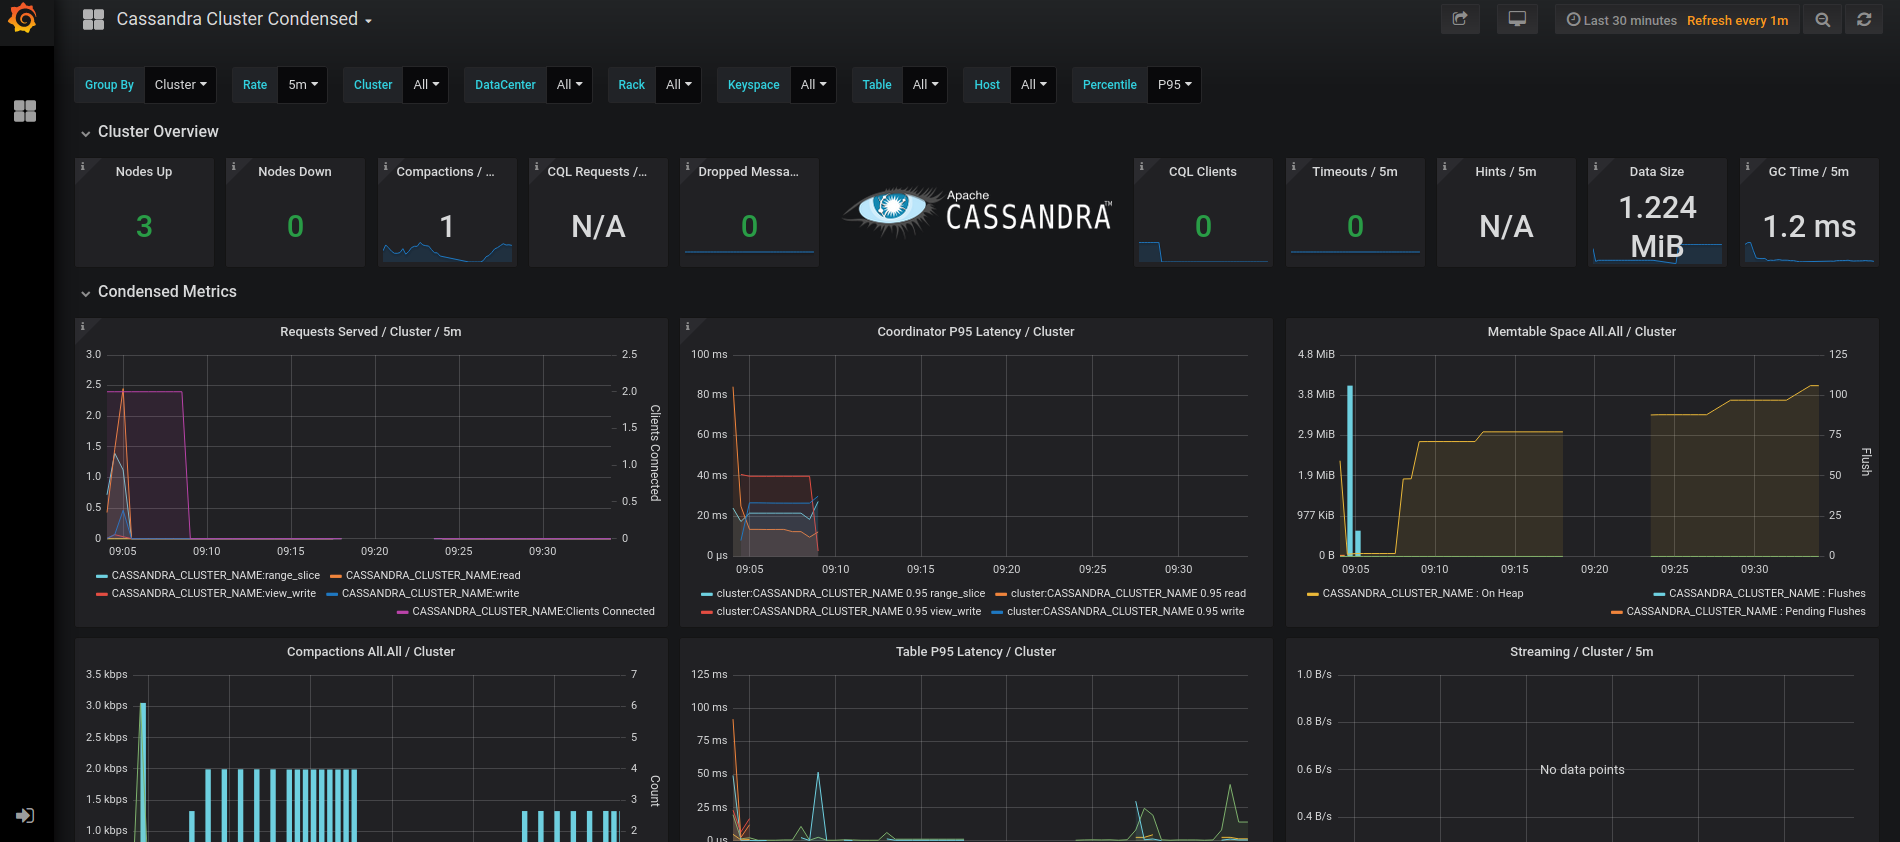 Cassandra Cluster Condensed
Last 30 minutes Refresh every 1m
Group By Cluster Rate 5m Cluster All DataCenter All Rack All Keyspace All Table All Host All Percentile P95
Cluster Overview
Nodes Up
3
Nodes Down
0
Compactions / ...
1
CQL Requests /...
N/A
Dropped Messa...
0
Apache
CASSANDRA™
CQL Clients
0
Timeouts / 5m
0
Hints / 5m
N/A
Data Size
1.224
MiB
GC Time / 5m
1.2 ms
Condensed Metrics
Requests Served / Cluster / 5m
3.0
2.5
2.0
1.5
1.0
0.5
0
2.5
2.0
1.5
1.0
0.5
0
Clients Connected
09:05 09:10 09:15 09:20 09:25 09:30
CASSANDRA_CLUSTER_NAME:range_slice CASSANDRA_CLUSTER_NAME:read
CASSANDRA_CLUSTER_NAME:view_write CASSANDRA_CLUSTER_NAME:write
CASSANDRA_CLUSTER_NAME:Clients Connected
Coordinator P95 Latency / Cluster
100 ms
80 ms
60 ms
40 ms
20 ms
0 µs
09:05 09:10 09:15 09:20 09:25 09:30
cluster:CASSANDRA_CLUSTER_NAME 0.95 range_slice cluster:CASSANDRA_CLUSTER_NAME 0.95 read
cluster:CASSANDRA_CLUSTER_NAME 0.95 view_write cluster:CASSANDRA_CLUSTER_NAME 0.95 write
Memtable Space All.All / Cluster
4.8 MiB
3.8 MiB
2.9 MiB
1.9 MiB
977 KiB
0 B
125
100
75
50
25
0
Flush
09:05 09:10 09:15 09:20 09:25 09:30
CASSANDRA_CLUSTER_NAME : On Heap CASSANDRA_CLUSTER_NAME : Flushes
CASSANDRA_CLUSTER_NAME : Pending Flushes
Compactions All.All / Cluster
3.5 kbps
3.0 kbps
2.5 kbps
2.0 kbps
1.5 kbps
1.0 kbps
7
6
5
4
3
2
Count
Table P95 Latency / Cluster
125 ms
100 ms
75 ms
50 ms
25 ms
0 µs
Streaming / Cluster / 5m
1.0 B/s
0.8 B/s
0.6 B/s
0.4 B/s
No data points